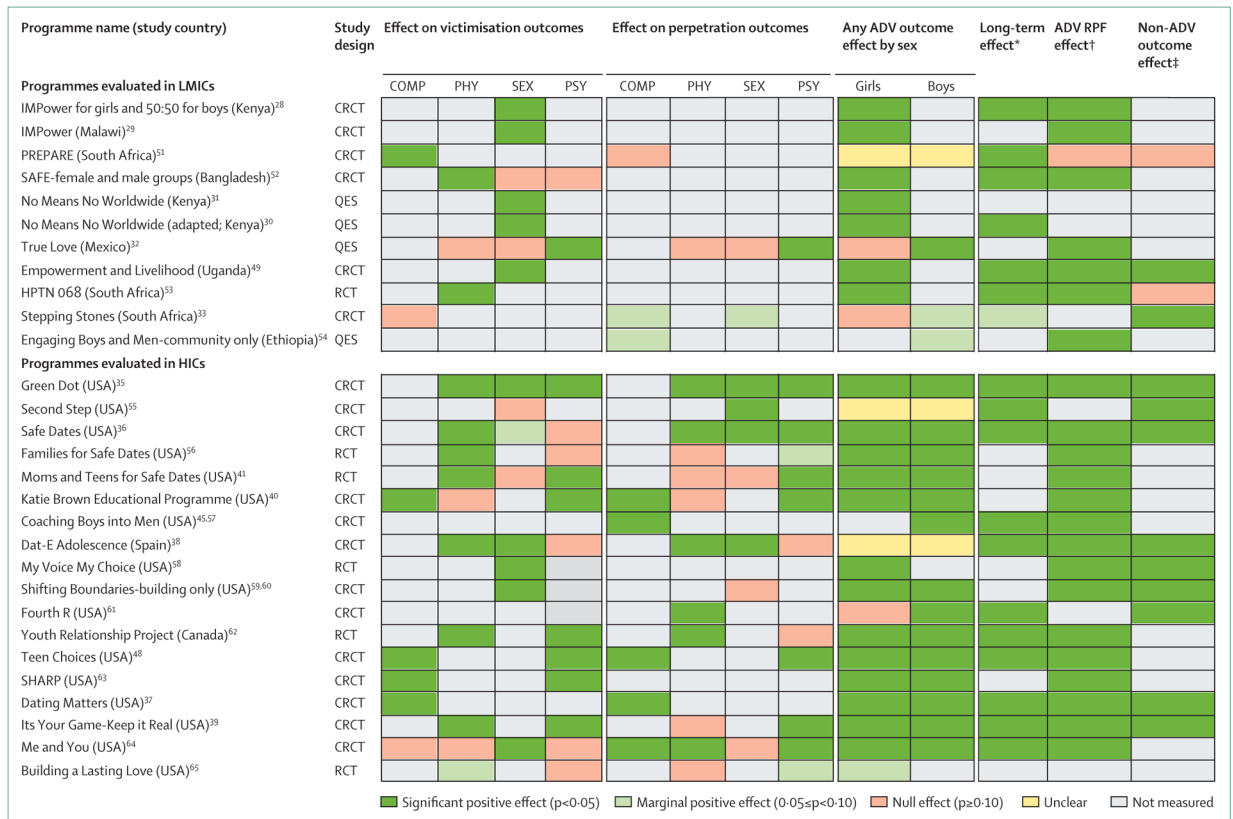 Programme name (study country) Study design Effect on victimisation outcomes Effect on perpetration outcomes Any ADV outcome effect by sex Long-term effect* ADV RPF effect† Non-ADV outcome effect‡
Programmes evaluated in LMICs COMP PHY SEX PSY COMP PHY SEX PSY Girls Boys
IMPower for girls and 50:50 for boys (Kenya)²⁸ CRCT
IMPower (Malawi)²⁹ CRCT
PREPARE (South Africa)⁵¹ CRCT
SAFE-female and male groups (Bangladesh)⁵² CRCT
No Means No Worldwide (Kenya)³¹ QES
No Means No Worldwide (adapted; Kenya)³⁰ QES
True Love (Mexico)³² QES
Empowerment and Livelihood (Uganda)⁴⁹ CRCT
HPTN 068 (South Africa)⁵³ RCT
Stepping Stones (South Africa)³³ CRCT
Engaging Boys and Men-community only (Ethiopia)⁵⁴ QES
Programmes evaluated in HICs
Green Dot (USA)³⁵ CRCT
Second Step (USA)⁵⁵ CRCT
Safe Dates (USA)³⁶ CRCT
Families for Safe Dates (USA)⁵⁶ RCT
Moms and Teens for Safe Dates (USA)⁴¹ RCT
Katie Brown Educational Programme (USA)⁴⁰ CRCT
Coaching Boys into Men (USA)⁴⁵,⁵⁷ CRCT
Dat-E Adolescence (Spain)³⁸ CRCT
My Voice My Choice (USA)⁵⁸ RCT
Shifting Boundaries-building only (USA)⁵⁹,⁶⁰ CRCT
Fourth R (USA)⁶¹ CRCT
Youth Relationship Project (Canada)⁶² RCT
Teen Choices (USA)⁴⁸ CRCT
SHARP (USA)⁶³ CRCT
Dating Matters (USA)³⁷ CRCT
Its Your Game-Keep it Real (USA)³⁹ CRCT
Me and You (USA)⁶⁴ CRCT
Building a Lasting Love (USA)⁶⁵ RCT
Significant positive effect (p<0·05) Marginal positive effect (0·05≤p<0·10) Null effect (p≥0·10) Unclear Not measured